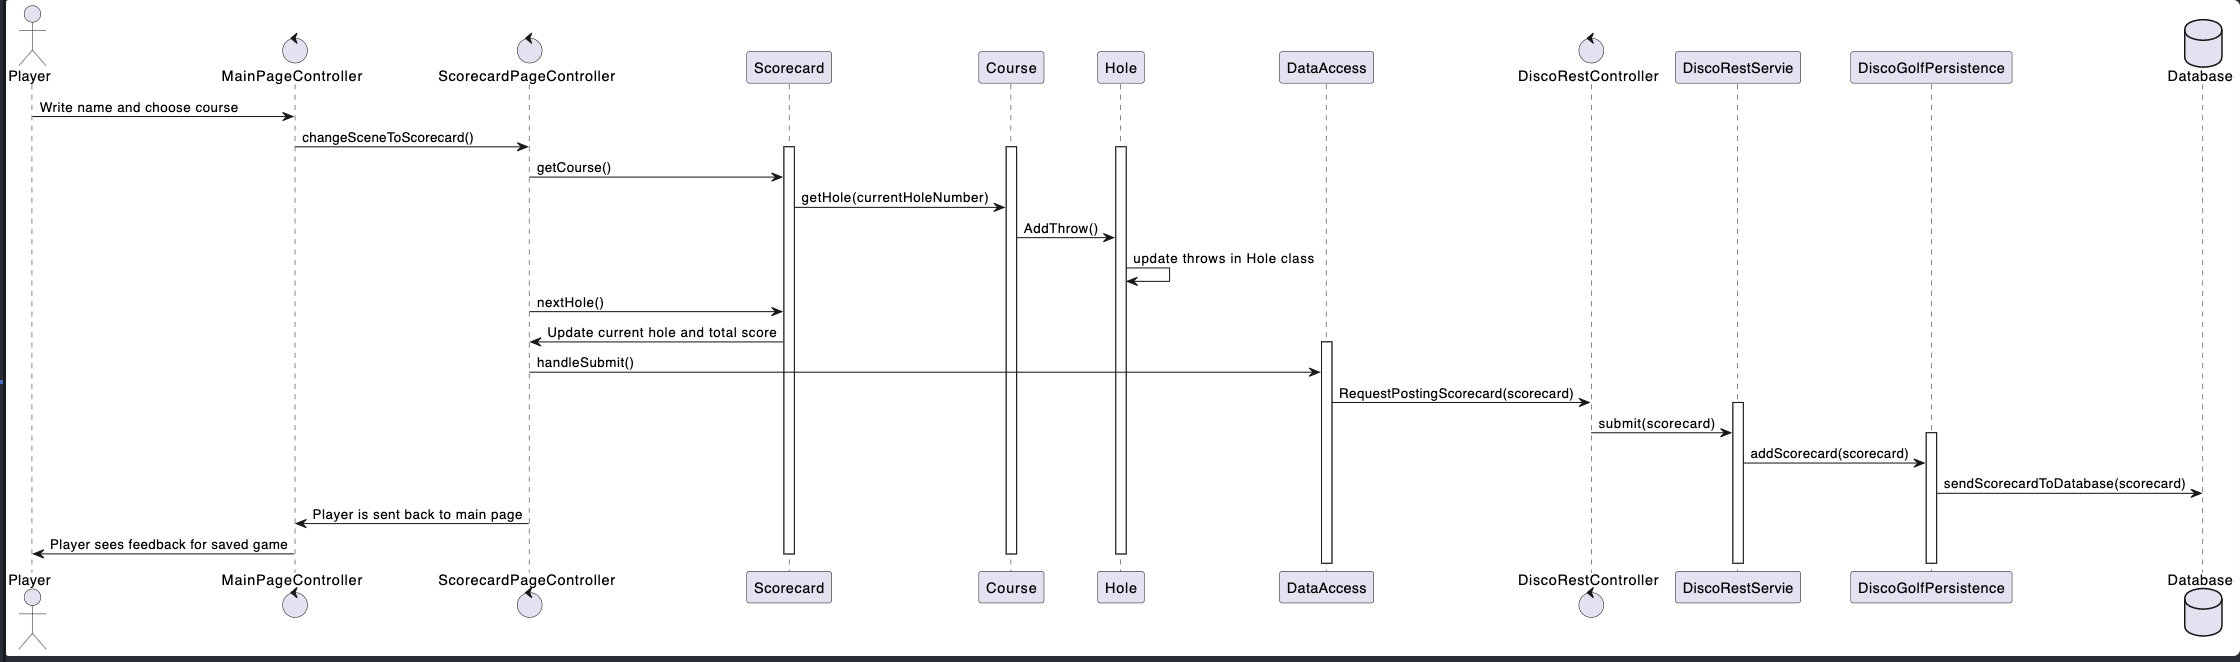 Player
MainPageController
ScorecardPageController
Scorecard
Course
Hole
DataAccess
DiscoRestController
DiscoRestServie
DiscoGolfPersistence
Database
Write name and choose course
changeSceneToScorecard()
getCourse()
getHole(currentHoleNumber)
AddThrow()
update throws in Hole class
nextHole()
Update current hole and total score
handleSubmit()
RequestPostingScorecard(scorecard)
submit(scorecard)
addScorecard(scorecard)
sendScorecardToDatabase(scorecard)
Player is sent back to main page
Player sees feedback for saved game
Player
MainPageController
ScorecardPageController
Scorecard
Course
Hole
DataAccess
DiscoRestController
DiscoRestServie
DiscoGolfPersistence
Database